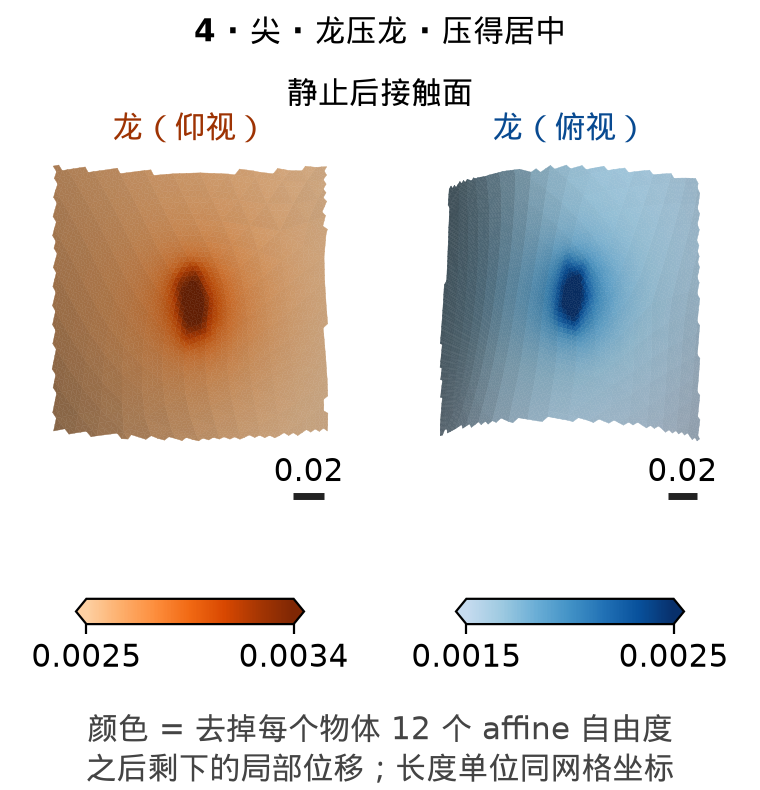 4 · 尖 · 龙压龙 · 压得居中
静止后接触面
龙（仰视）
龙（俯视）
0.02
0.02
0.0025
0.0034
0.0015
0.0025
颜色 = 去掉每个物体 12 个 affine 自由度
之后剩下的局部位移；长度单位同网格坐标